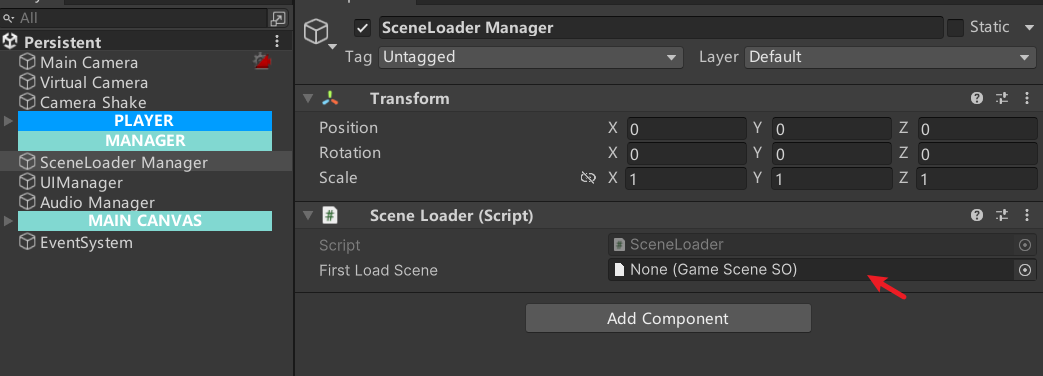 All
Persistent
Main Camera
Virtual Camera
Camera Shake
PLAYER
MANAGER
SceneLoader Manager
UIManager
Audio Manager
MAIN CANVAS
EventSystem
SceneLoader Manager
Static
Tag Untagged Layer Default
Transform
Position X 0 Y 0 Z 0
Rotation X 0 Y 0 Z 0
Scale X 1 Y 1 Z 1
# Scene Loader (Script)
Script # SceneLoader
First Load Scene None (Game Scene SO)
Add Component